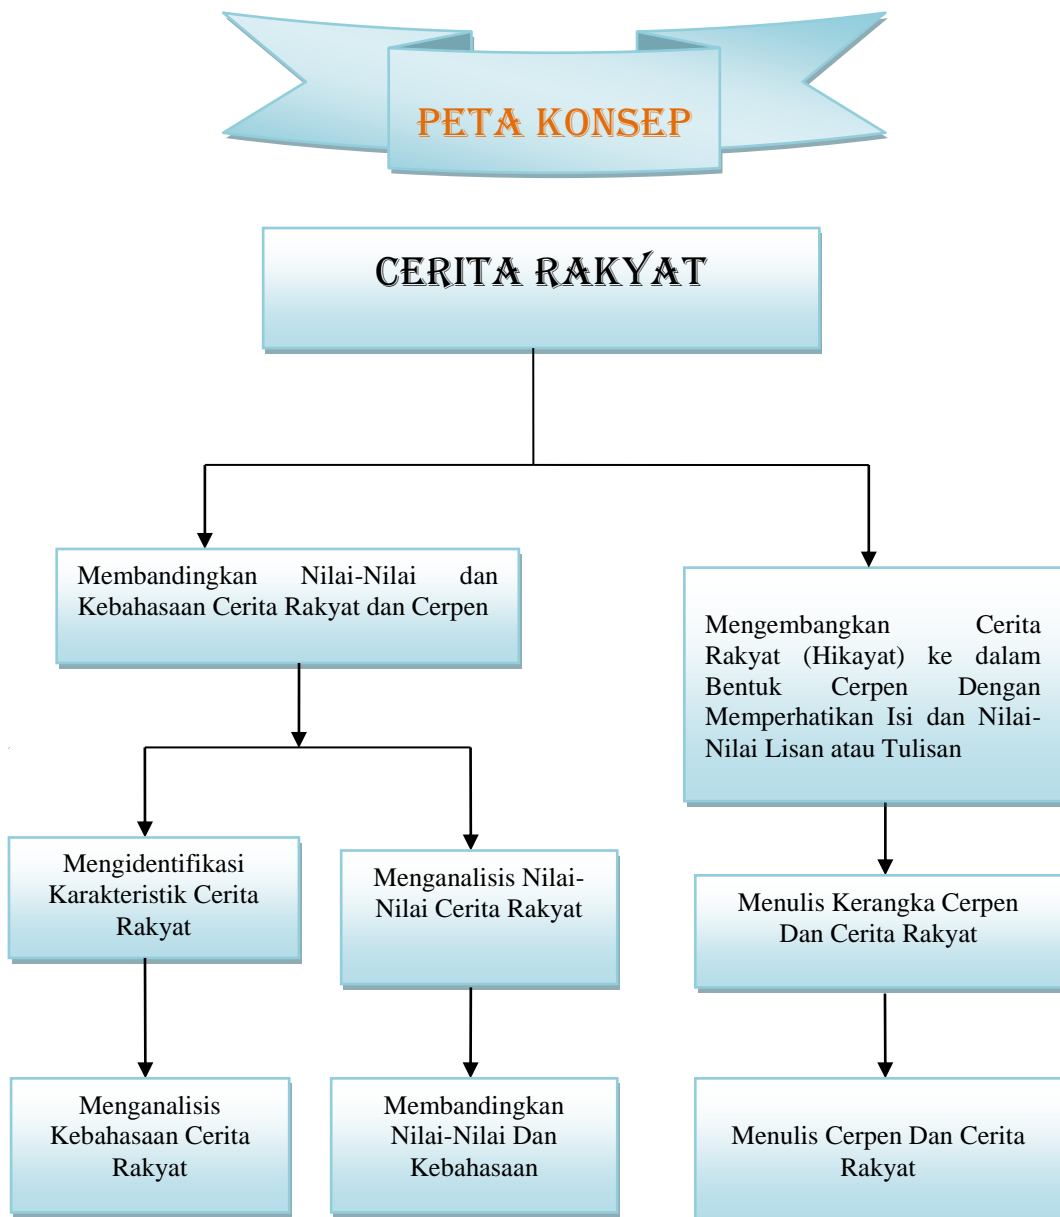 PETA KONSEP
CERITA RAKYAT
Membandingkan Nilai-Nilai dan
Kebahasaan Cerita Rakyat dan Cerpen
Mengembangkan Cerita
Rakyat (Hikayat) ke dalam
Bentuk Cerpen Dengan
Memperhatikan Isi dan Nilai-
Nilai Lisan atau Tulisan
Mengidentifikasi
Karakteristik Cerita
Rakyat
Menganalisis Nilai-
Nilai Cerita Rakyat
Menulis Kerangka Cerpen
Dan Cerita Rakyat
Menganalisis
Kebahasaan Cerita
Rakyat
Membandingkan
Nilai-Nilai Dan
Kebahasaan
Menulis Cerpen Dan Cerita
Rakyat